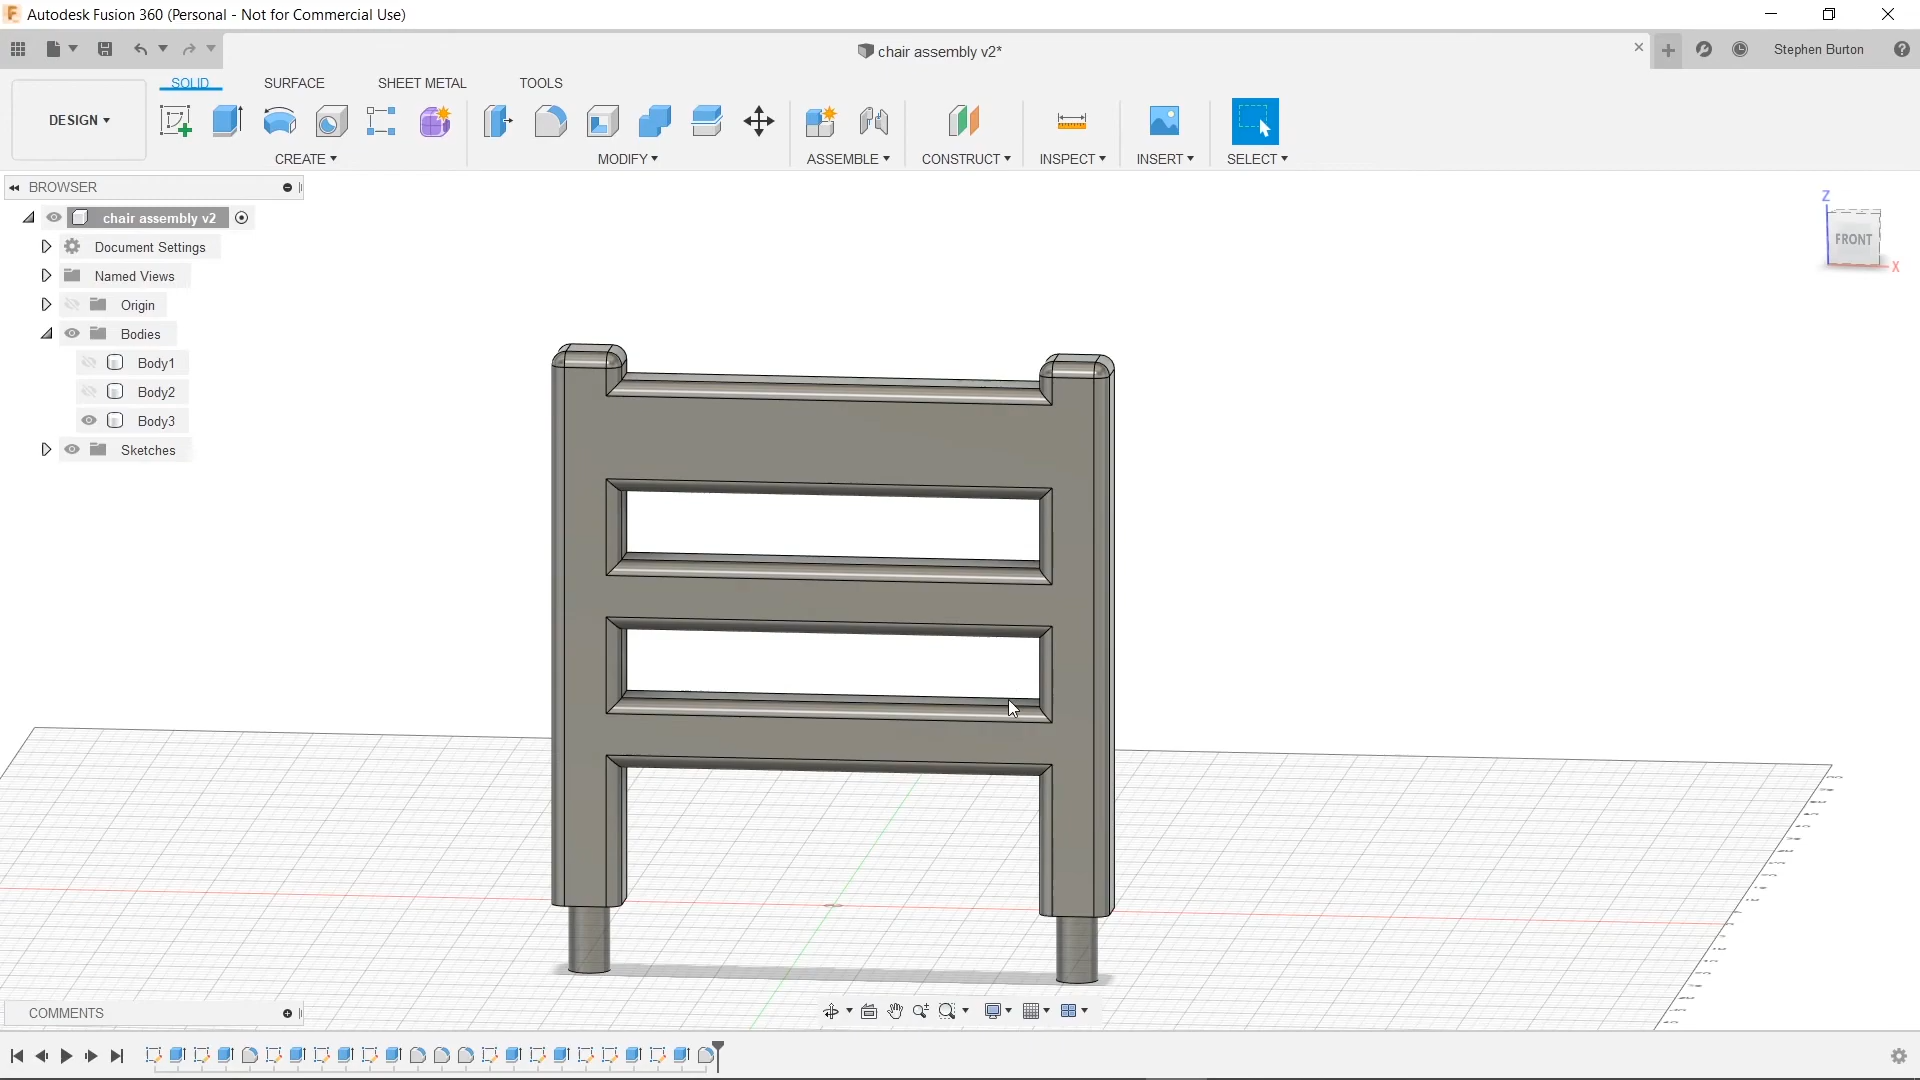 Autodesk Fusion 360 (Personal - Not for Commercial Use)
chair assembly v2*
Stephen Burton
DESIGN
SOLID
SURFACE
SHEET METAL
TOOLS
CREATE
MODIFY
ASSEMBLE
CONSTRUCT
INSPECT
INSERT
SELECT
BROWSER
chair assembly v2
Document Settings
Named Views
Origin
Bodies
Body1
Body2
Body3
Sketches
Z
FRONT
X
COMMENTS